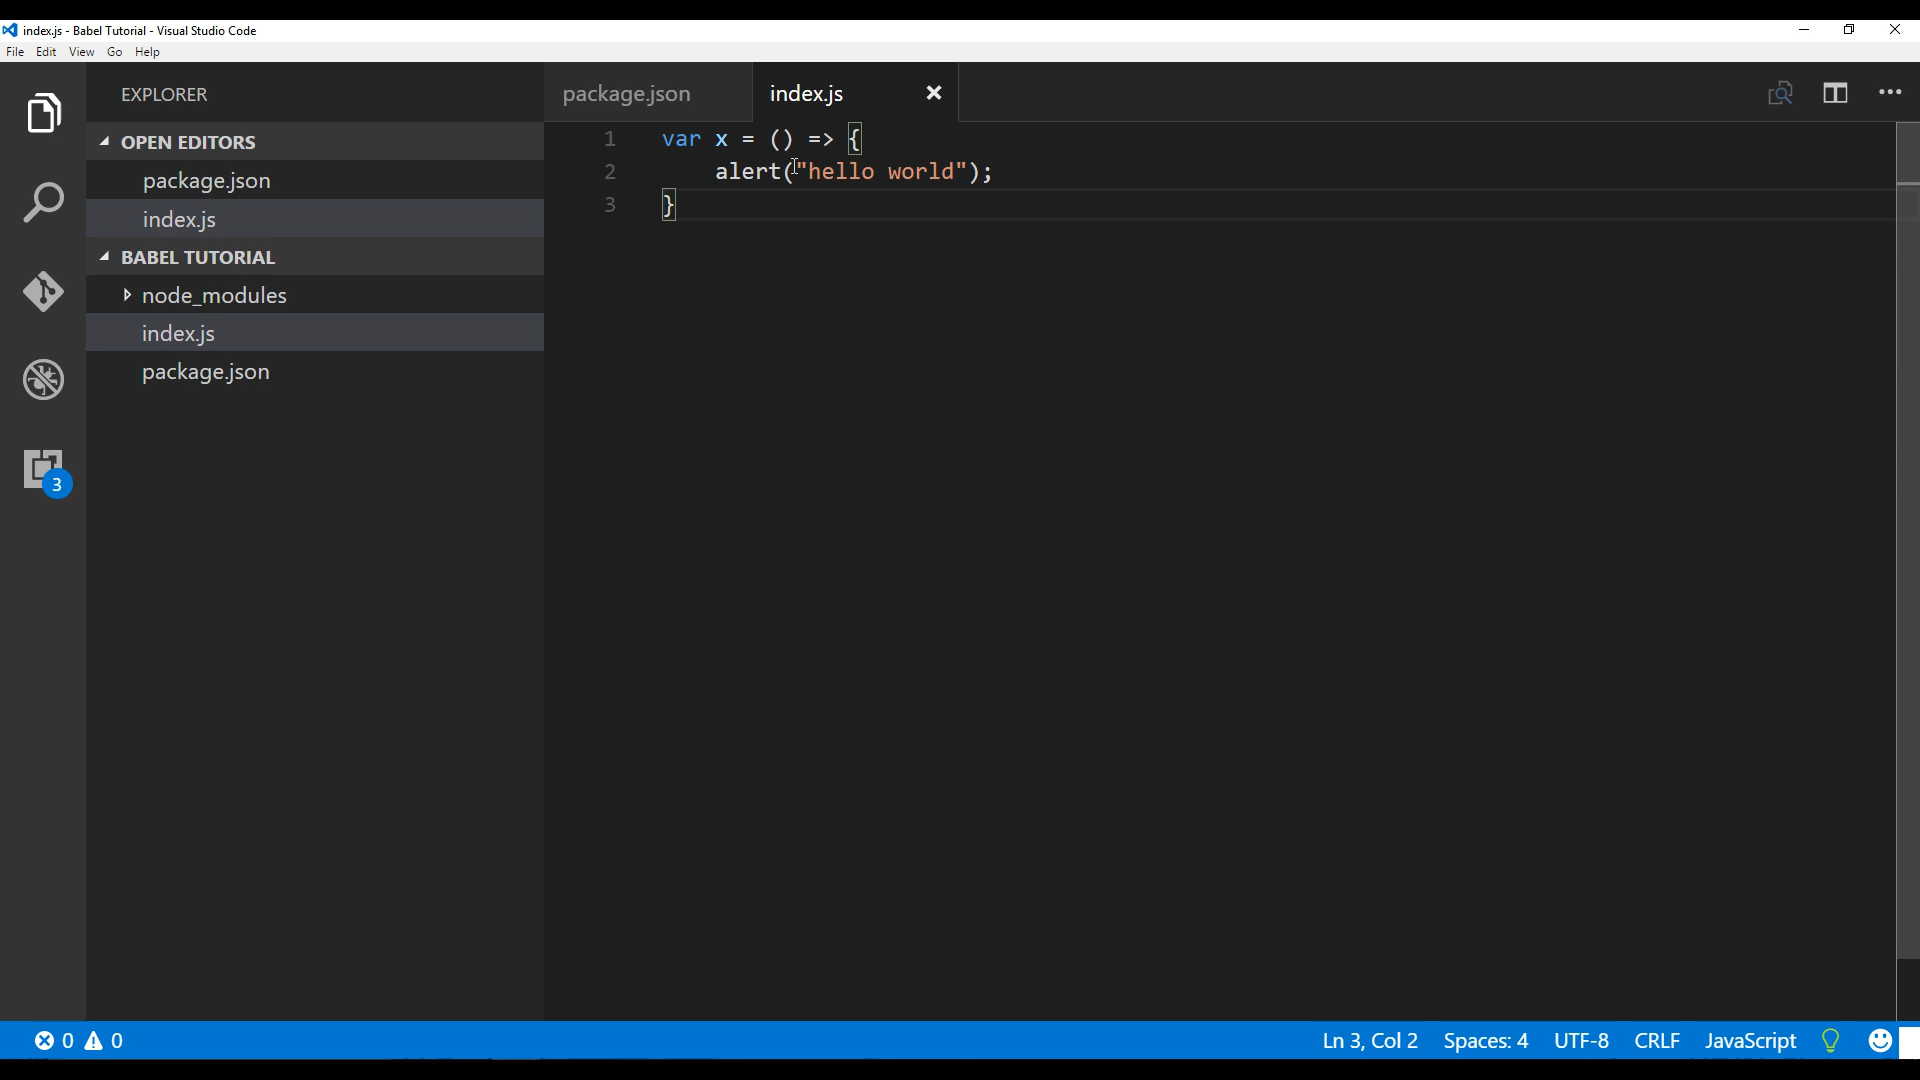 index.js - Babel Tutorial - Visual Studio Code
File Edit View Go Help
EXPLORER
OPEN EDITORS
package.json
index.js
BABEL TUTORIAL
node_modules
index.js
package.json
3
package.json index.js
1 var x = () => {
2     alert("hello world");
3 }
0 0 Ln 3, Col 2 Spaces: 4 UTF-8 CRLF JavaScript